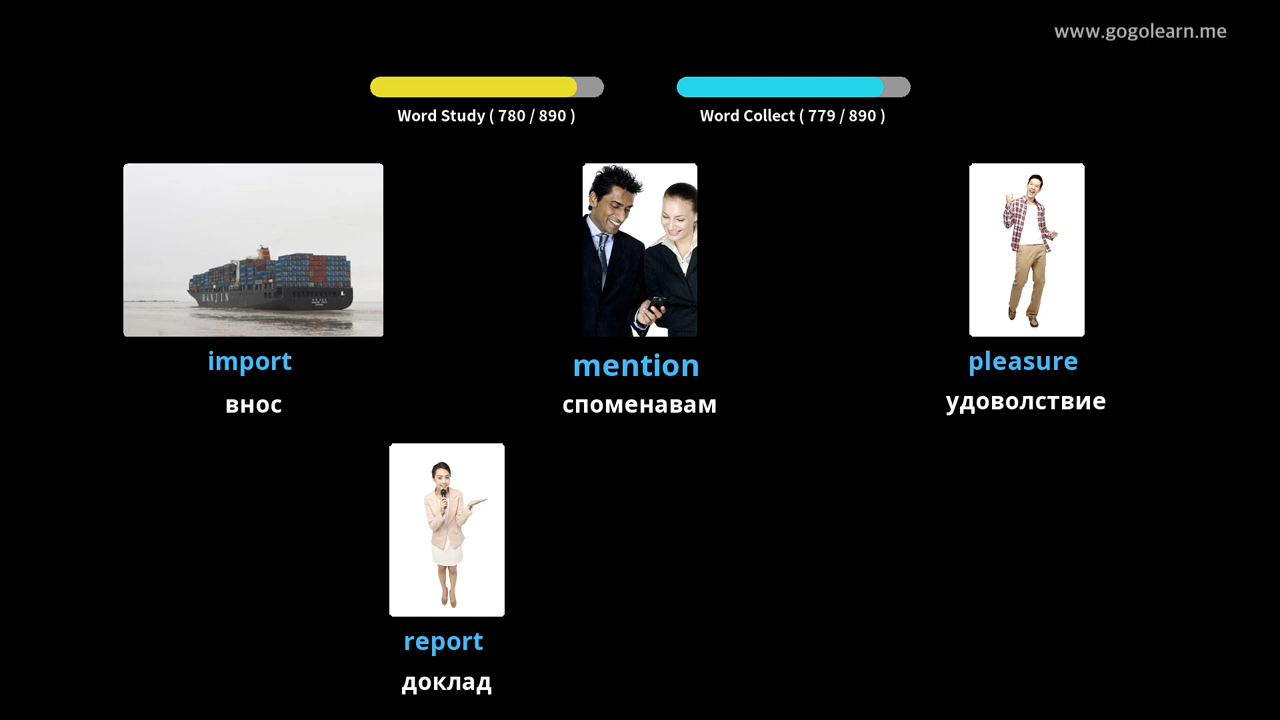 www.gogolearn.me
Word Study ( 780 / 890 )
Word Collect ( 779 / 890 )
HANJIN
import
mention
pleasure
внос
споменавам
удоволствие
report
доклад